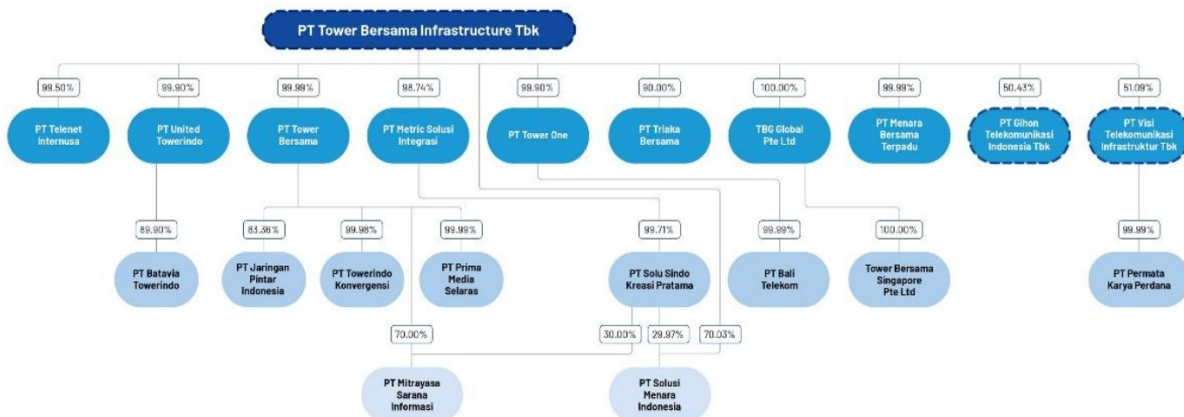 PT Tower Bersama Infrastructure Tbk
99.50%
99.90%
99.99%
98.74%
99.90%
90.00%
100.00%
99.99%
50.43%
51.09%
PT Telenet
Internusa
PT United
Towerindo
PT Tower
Bersama
PT Metric Solusi
Integrasi
PT Tower One
PT Triaka
Bersama
TBG Global
Pte Ltd
PT Menara
Bersama
Terpadu
PT Gihon
Telekomunikasi
Indonesia Tbk
PT Visi
Telekomunikasi
Infrastruktur Tbk
89.90%
83.36%
99.98%
99.99%
99.71%
99.99%
100.00%
99.99%
PT Batavia
Towerindo
PT Jaringan
Pintar
Indonesia
PT Towerindo
Konvergensi
PT Prima
Media
Selaras
PT Solu Sindo
Kreasi Pratama
PT Bali
Telekom
Tower Bersama
Singapore
Pte Ltd
PT Permata
Karya Perdana
70.00%
30.00%
29.97%
70.03%
PT Mitrayasa
Sarana
Informasi
PT Solusi
Menara
Indonesia